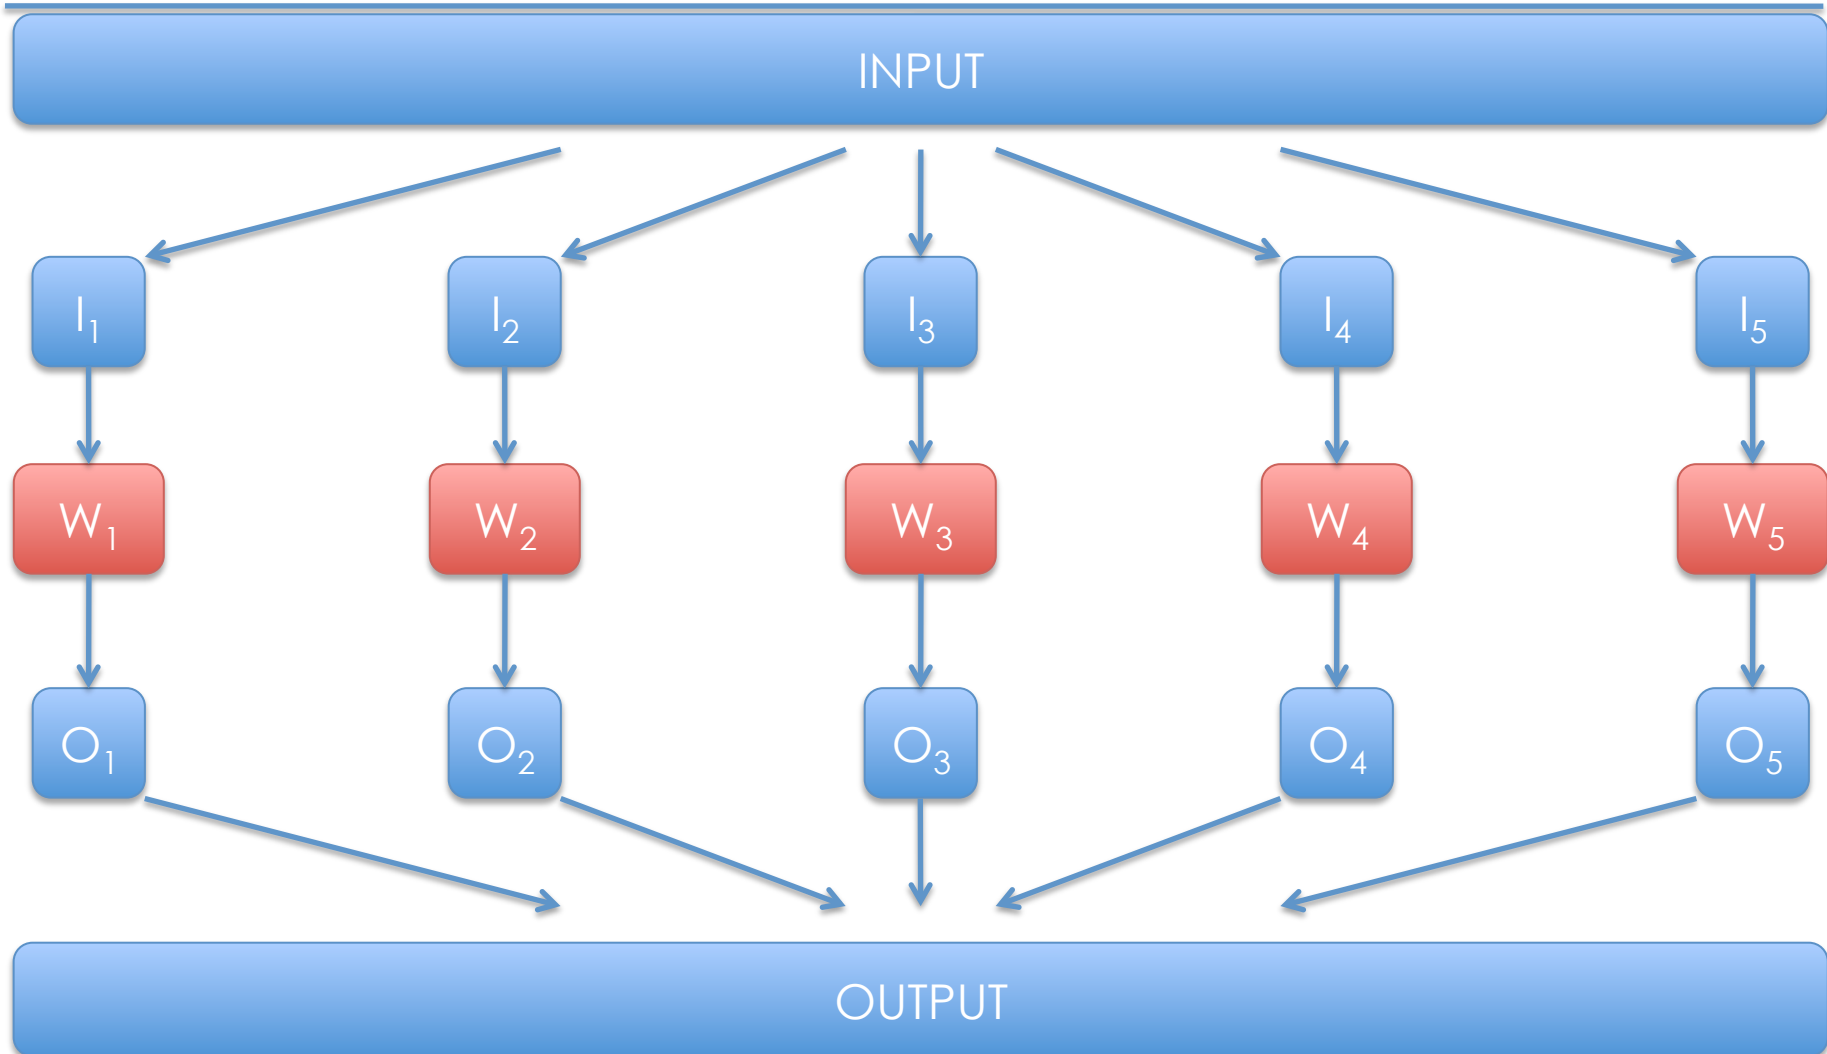 INPUT
I₁ I₂ I₃ I₄ I₅
W₁ W₂ W₃ W₄ W₅
O₁ O₂ O₃ O₄ O₅
OUTPUT